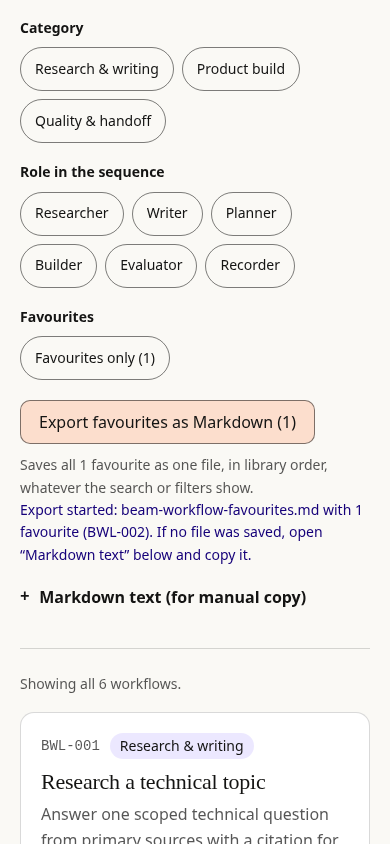 Category
Research & writing
Product build
Quality & handoff
Role in the sequence
Researcher
Writer
Planner
Builder
Evaluator
Recorder
Favourites
Favourites only (1)
Export favourites as Markdown (1)
Saves all 1 favourite as one file, in library order,
whatever the search or filters show.
Export started: beam-workflow-favourites.md with 1
favourite (BWL-002). If no file was saved, open
“Markdown text” below and copy it.
+ Markdown text (for manual copy)
Showing all 6 workflows.
BWL-001 Research & writing
Research a technical topic
Answer one scoped technical question
from primary sources with a citation for